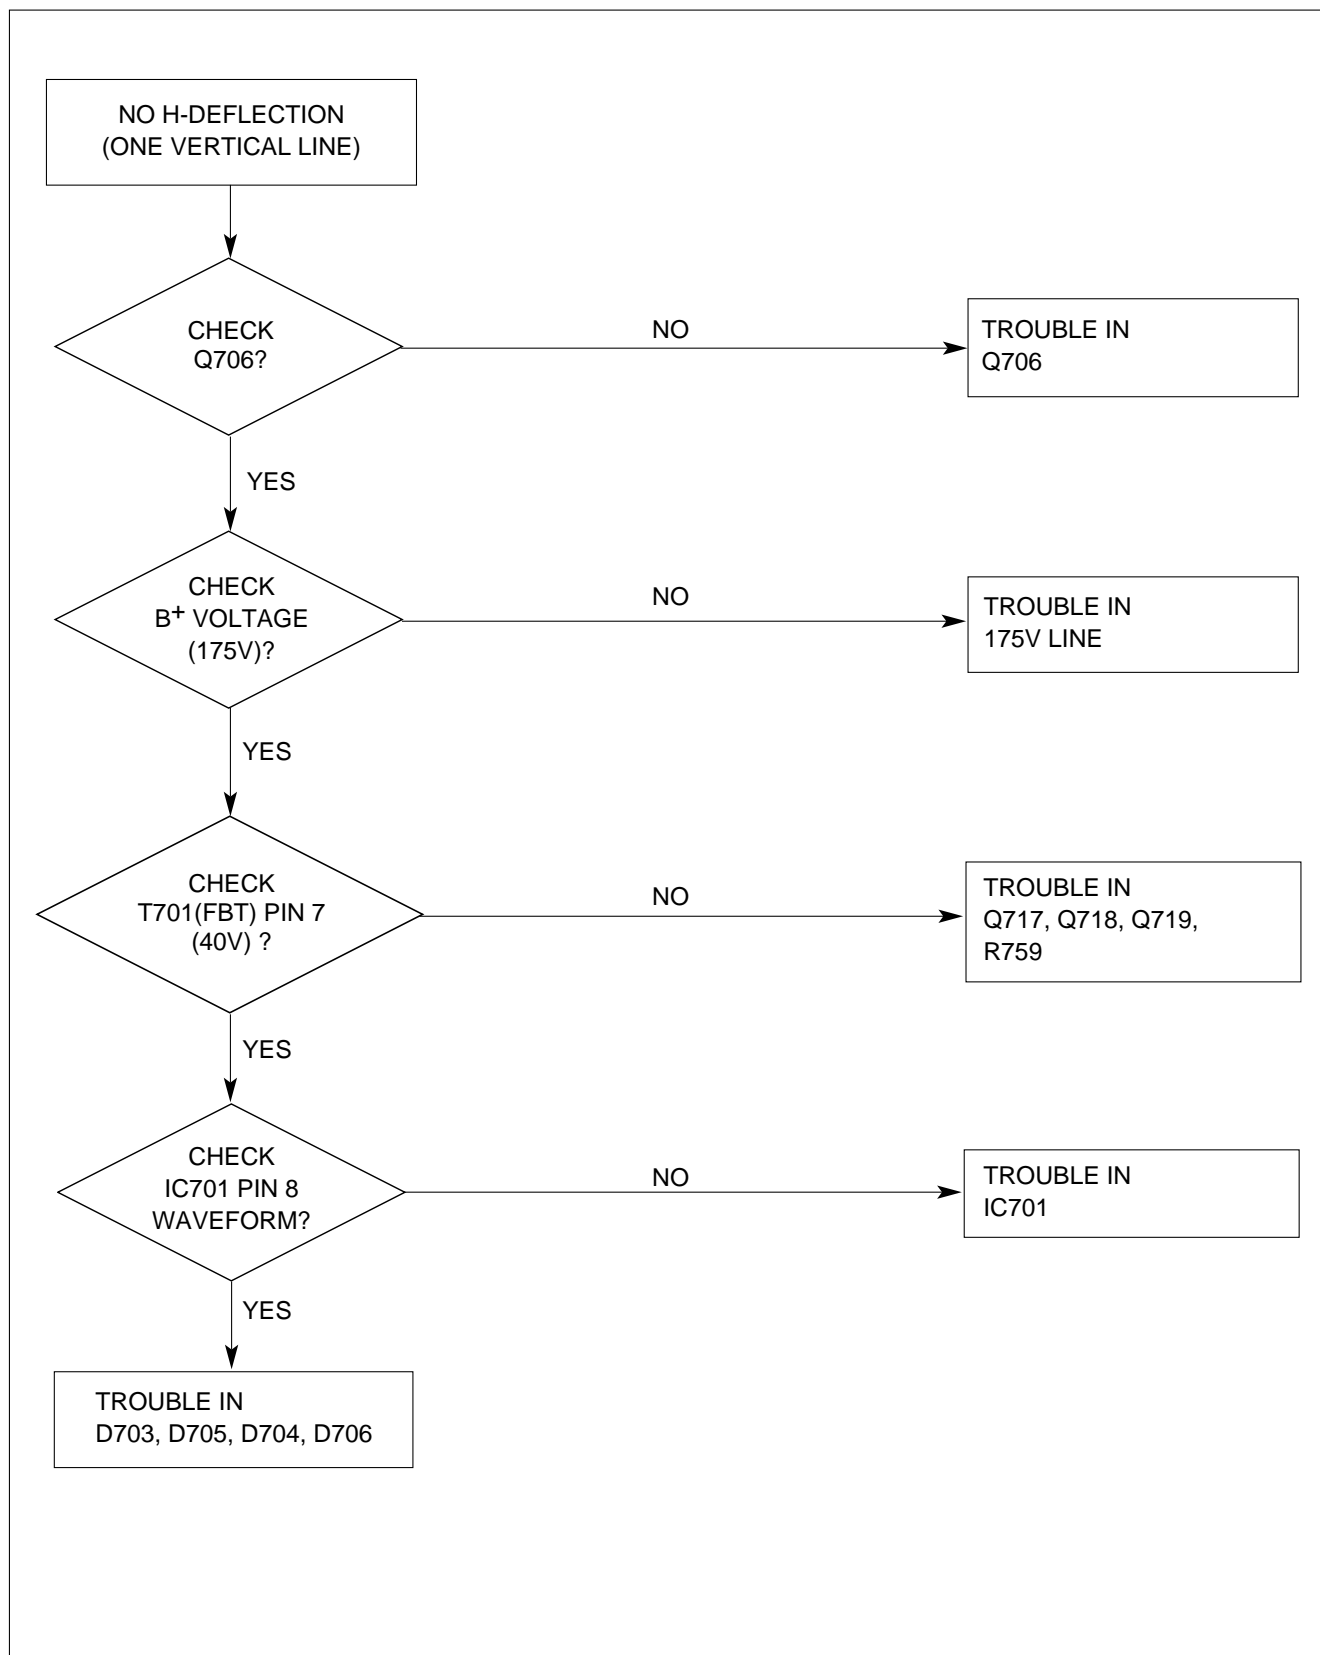 NO H-DEFLECTION
(ONE VERTICAL LINE)
CHECK
Q706?
NO
TROUBLE IN
Q706
YES
CHECK
B+ VOLTAGE
(175V)?
NO
TROUBLE IN
175V LINE
YES
CHECK
T701(FBT) PIN 7
(40V) ?
NO
TROUBLE IN
Q717, Q718, Q719,
R759
YES
CHECK
IC701 PIN 8
WAVEFORM?
NO
TROUBLE IN
IC701
YES
TROUBLE IN
D703, D705, D704, D706